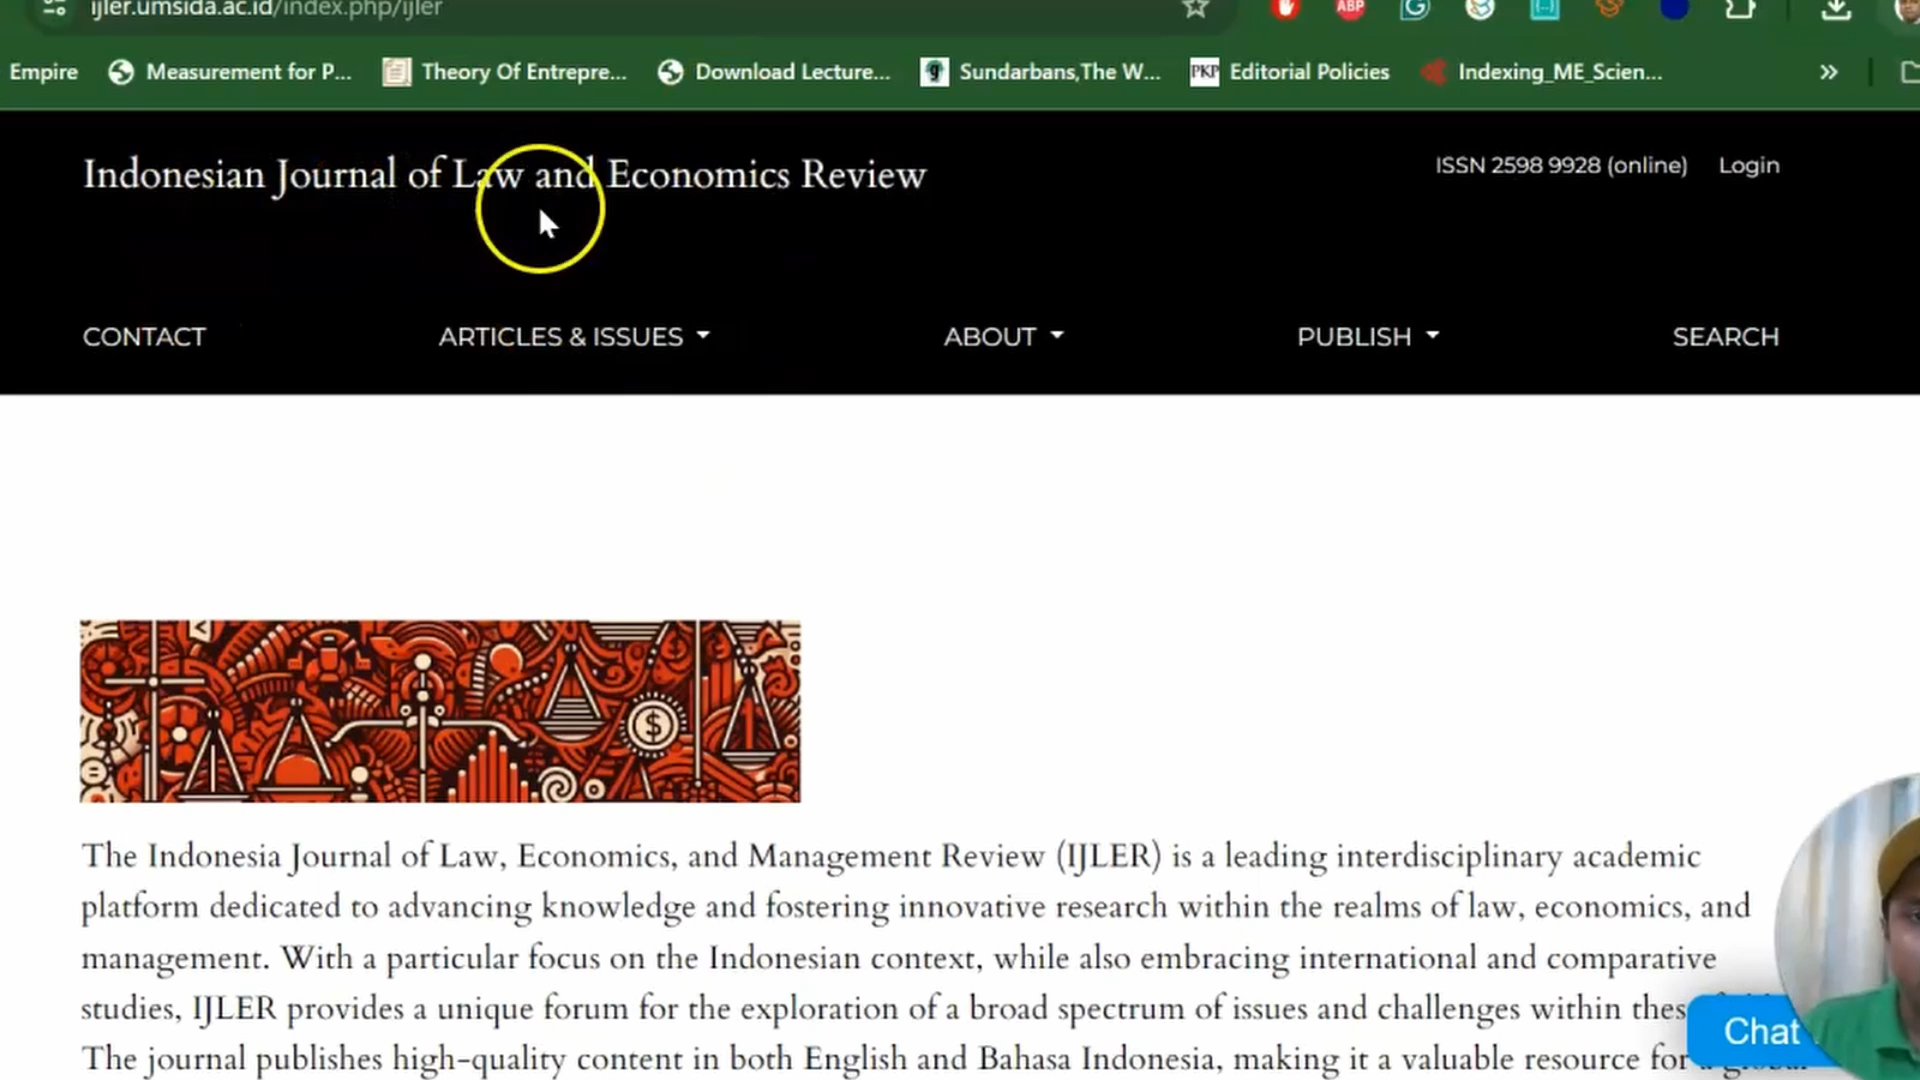 ijler.umsida.ac.id/index.php/ijler
ABP
Empire Measurement for P... Theory Of Entrepre... Download Lecture... Sundarbans,The W... PKP Editorial Policies Indexing_ME_Scien... »
Indonesian Journal of Law and Economics Review
ISSN 2598 9928 (online) Login
CONTACT ARTICLES & ISSUES ABOUT PUBLISH SEARCH
$
The Indonesia Journal of Law, Economics, and Management Review (IJLER) is a leading interdisciplinary academic
platform dedicated to advancing knowledge and fostering innovative research within the realms of law, economics, and
management. With a particular focus on the Indonesian context, while also embracing international and comparative
studies, IJLER provides a unique forum for the exploration of a broad spectrum of issues and challenges within
The journal publishes high-quality content in both English and Bahasa Indonesia, making it a valuable resource for
Chat